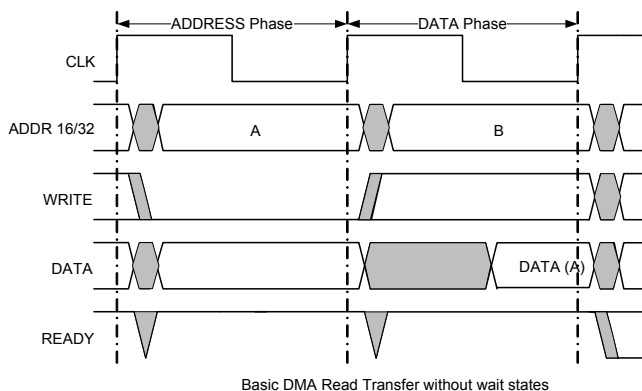 ADDRESS Phase DATA Phase
CLK
ADDR 16/32 A B
WRITE
DATA DATA (A)
READY
Basic DMA Read Transfer without wait states